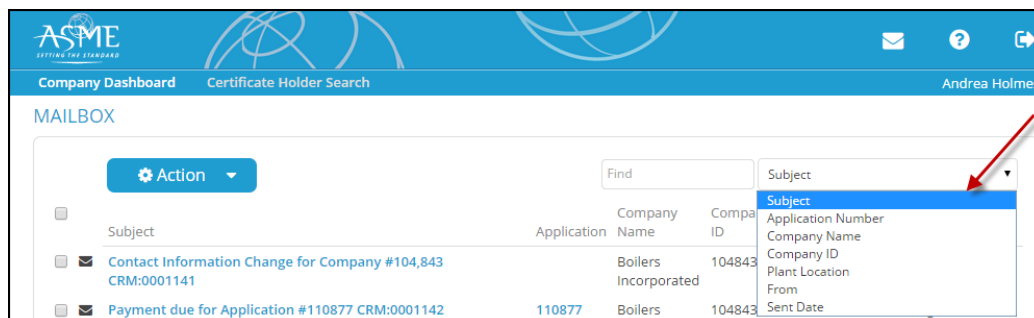 ASME
SETTING THE STANDARD
Company Dashboard Certificate Holder Search Andrea Holme
MAILBOX
Action Find Subject
Subject
Application Number
Company Name
Company ID
Plant Location
From
Sent Date
Subject Application Company Name Compa ID
Contact Information Change for Company #104,843 Boilers 104843
CRM:0001141 Incorporated
Payment due for Application #110877 CRM:0001142 110877 Boilers 104843